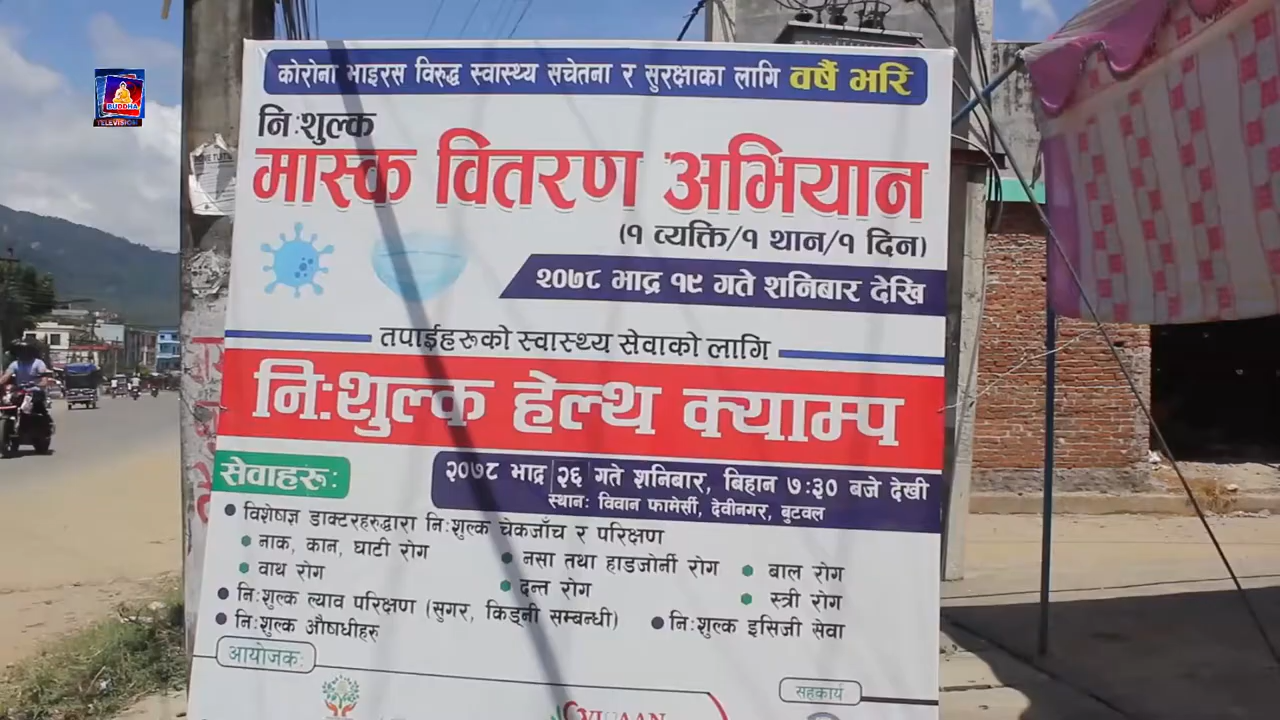 BUDDHA
TELEVISION
कोरोना भाइरस विरुद्ध स्वास्थ्य सचेतना र सुरक्षाका लागि वर्षै भरि
निःशुल्क
मास्क वितरण अभियान
(१ व्यक्ति/१ थान/१ दिन)
२०७८ भाद्र १९ गते शनिबार देखि
तपाईहरूको स्वास्थ्य सेवाको लागि
निःशुल्क हेल्थ क्याम्प
सेवाहरूः
२०७८ भाद्र २६ गते शनिबार, बिहान ७:३० बजे देखी
स्थानः विवान फार्मेसी, देवीनगर, बुटवल
विशेषज्ञ डाक्टरहरुद्धारा निःशुल्क चेकजाँच र परिक्षण
नाक, कान, घाटी रोग
नसा तथा हाडजोर्नी रोग
बाल रोग
वाथ रोग
दन्त रोग
स्त्री रोग
निःशुल्क ल्याव परिक्षण (सुगर, किड्नी सम्बन्धी)
निःशुल्क इसिजी सेवा
निःशुल्क औषधीहरु
आयोजकः
सहकार्य